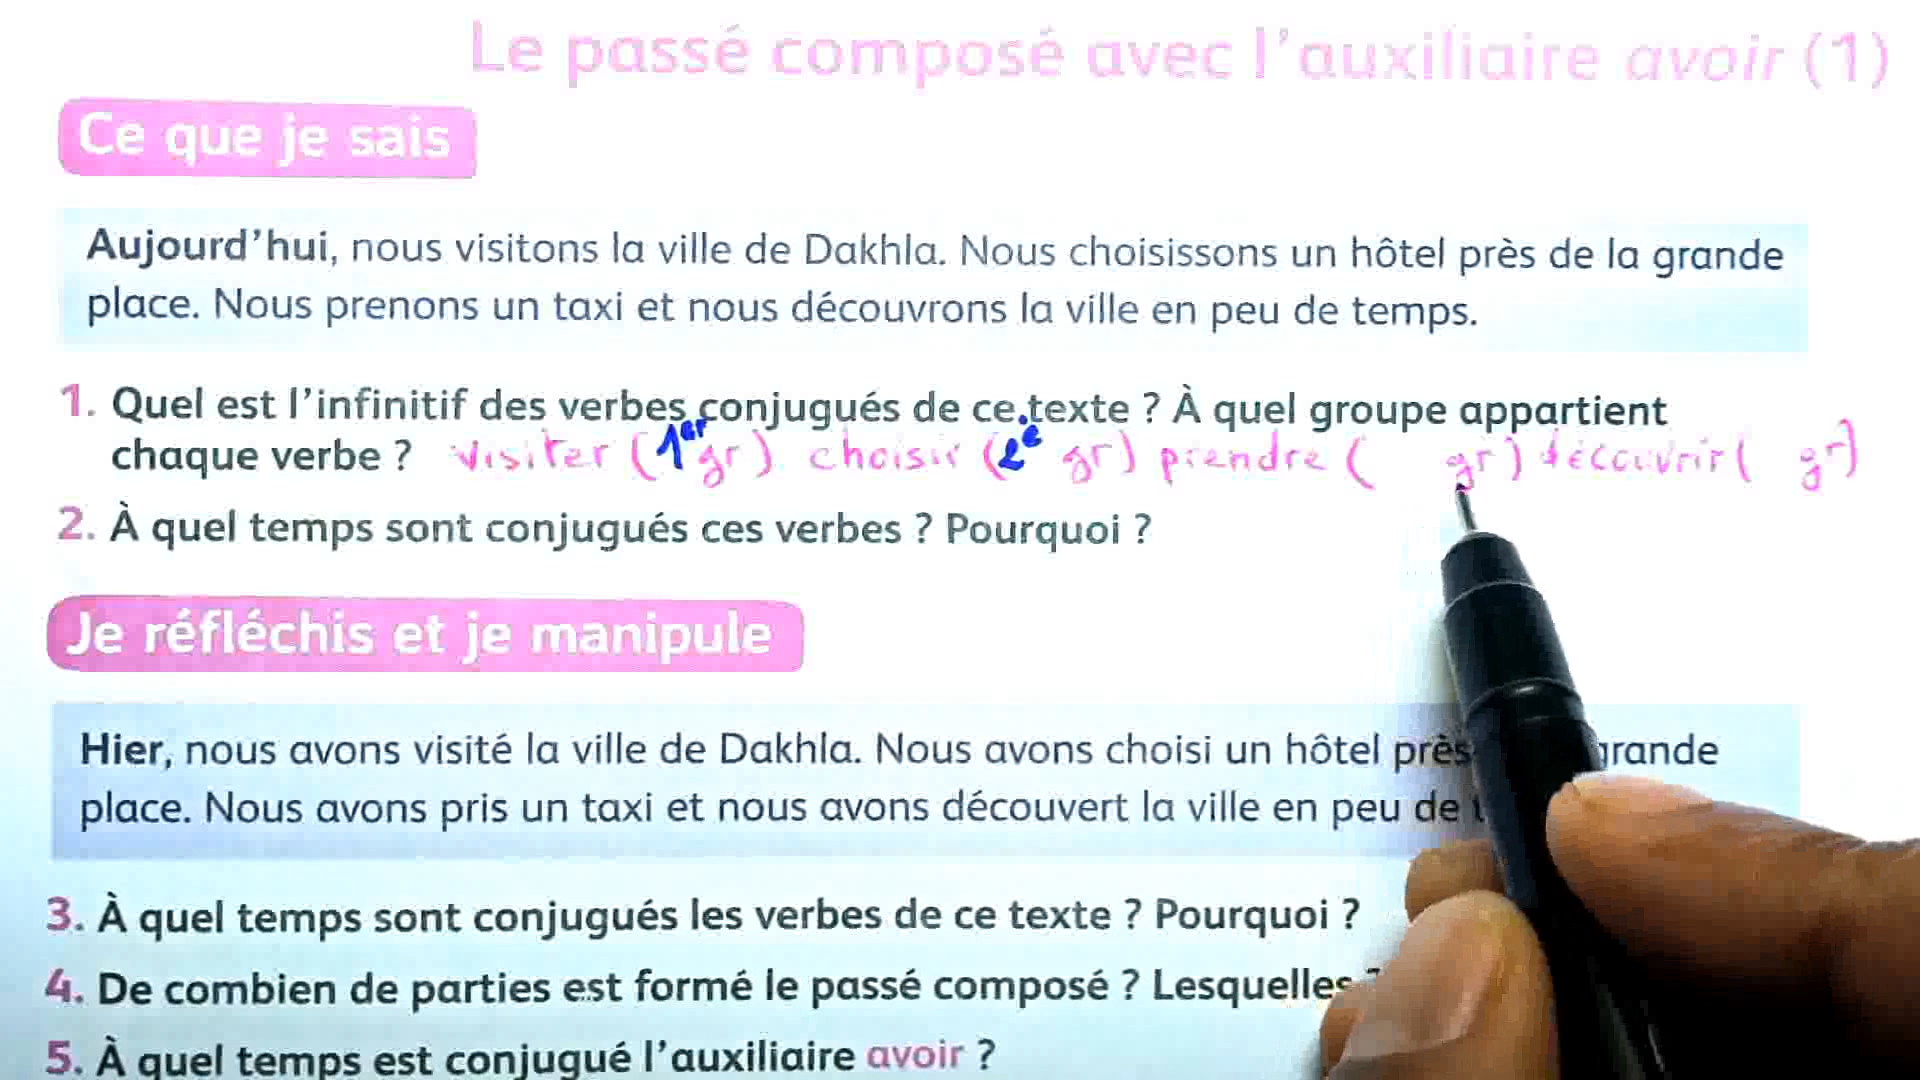 Le passé composé avec l'auxiliaire avoir (1)
Ce que je sais
Aujourd'hui, nous visitons la ville de Dakhla. Nous choisissons un hôtel près de la grande
place. Nous prenons un taxi et nous découvrons la ville en peu de temps.
1. Quel est l'infinitif des verbes conjugués de ce texte ? À quel groupe appartient
chaque verbe ? visiter (1er gr) choisir (2e gr) prendre ( gr) découvrir ( gr)
2. À quel temps sont conjugués ces verbes ? Pourquoi ?
Je réfléchis et je manipule
Hier, nous avons visité la ville de Dakhla. Nous avons choisi un hôtel près grande
place. Nous avons pris un taxi et nous avons découvert la ville en peu de
3. À quel temps sont conjugués les verbes de ce texte ? Pourquoi ?
4. De combien de parties est formé le passé composé ? Lesquelles ?
5. À quel temps est conjugué l'auxiliaire avoir ?